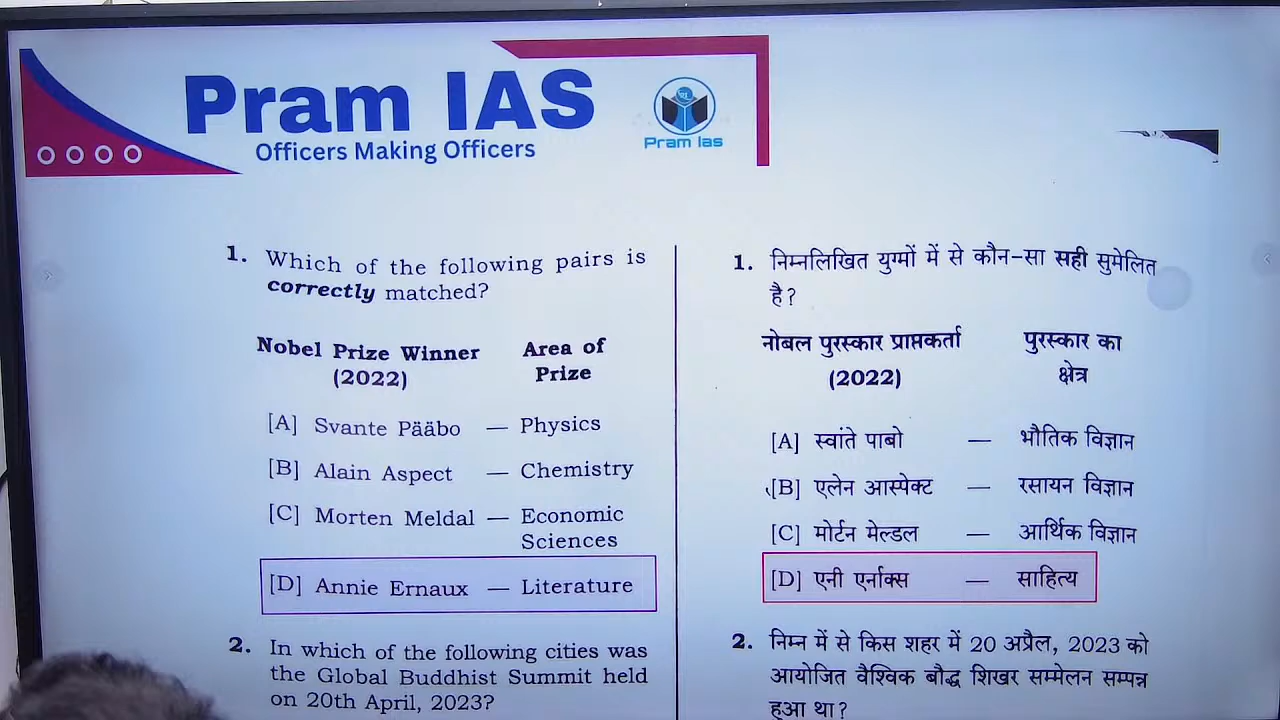 Pram IAS
Officers Making Officers
Pram Ias
1. Which of the following pairs is
correctly matched?
Nobel Prize Winner Area of
(2022) Prize
[A] Svante Pääbo — Physics
[B] Alain Aspect — Chemistry
[C] Morten Meldal — Economic
Sciences
[D] Annie Ernaux — Literature
2. In which of the following cities was
the Global Buddhist Summit held
on 20th April, 2023?
1. निम्नलिखित युग्मों में से कौन-सा सही सुमेलित
है?
नोबल पुरस्कार प्राप्तकर्ता पुरस्कार का
(2022) क्षेत्र
[A] स्वांते पाबो — भौतिक विज्ञान
[B] एलेन आस्पेक्ट — रसायन विज्ञान
[C] मोर्टन मेल्डल — आर्थिक विज्ञान
[D] एनी एर्नाक्स — साहित्य
2. निम्न में से किस शहर में 20 अप्रैल, 2023 को
आयोजित वैश्विक बौद्ध शिखर सम्मेलन सम्पन्न
हुआ था?